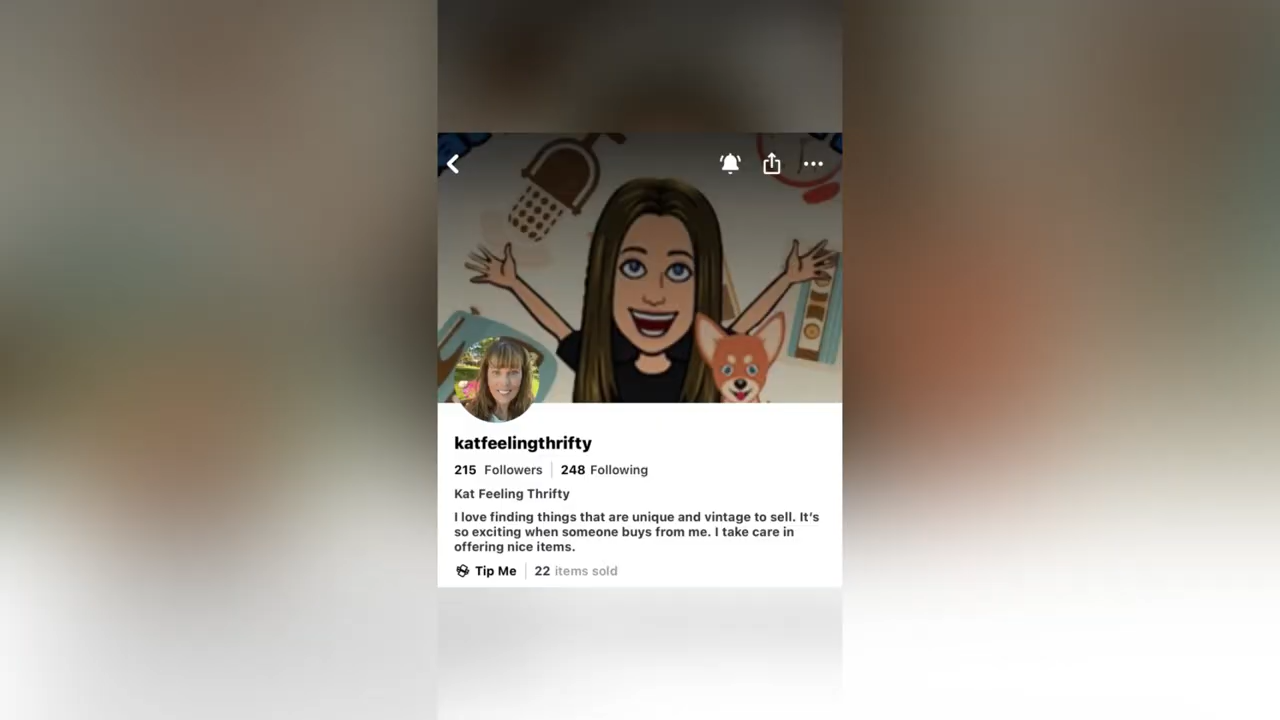 katfeelingthrifty
215 Followers 248 Following
Kat Feeling Thrifty
I love finding things that are unique and vintage to sell. It’s
so exciting when someone buys from me. I take care in
offering nice items.
Tip Me 22 items sold